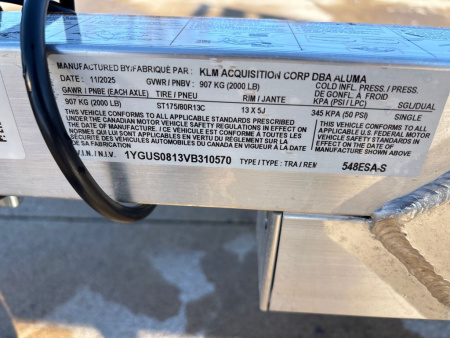 MANUFACTURED BY/FABRIQUÉ PAR : KLM ACQUISITION CORP DBA ALUMA
DATE : 11/2025 GVWR / PNBV : 907 KG (2000 LB) COLD INFL. PRESS./ PRESS.
GAWR / PNBE (EACH AXLE) TIRE / PNEU RIM / JANTE DE GONFL. À FROID
KPA (PSI / LPC) SGL/DUAL
907 KG (2000 LB) ST175/80R13C 13 X 5J 345 KPA (50 PSI) SINGLE
THIS VEHICLE CONFORMS TO ALL APPLICABLE STANDARDS PRESCRIBED
UNDER THE CANADIAN MOTOR VEHICLE SAFETY REGULATIONS IN EFFECT ON
THE DATE OF MANUFACTURE. / CE VÉHICULE EST CONFORME À TOUTES LES
NORMES QUI LUI SONT APPLICABLES EN VERTU DU RÈGLEMENT SUR LA
SÉCURITÉ DES VÉHICULES AUTOMOBILES DU CANADA EN VIGUEUR À LA DATE
DE SA FABRICATION
THIS VEHICLE CONFORMS TO ALL
APPLICABLE U.S. FEDERAL MOTOR
VEHICLE SAFETY STANDARDS IN
EFFECT ON THE DATE OF
MANUFACTURE SHOWN ABOVE
V.I.N. / N.I.V. 1YGUS0813VB310570 TYPE / TYPE : TRA / REM 548ESA-S